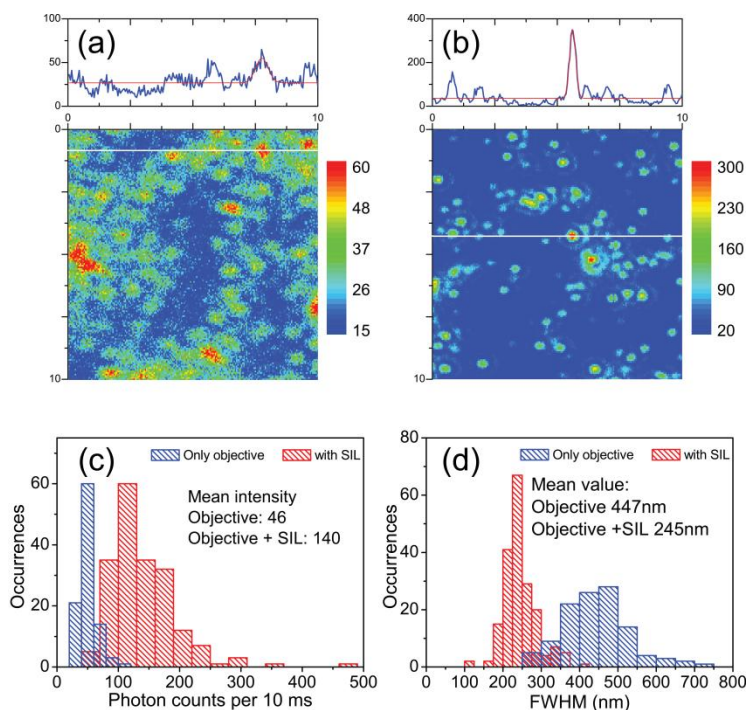 (a)
100
50
0
0
10
0
10
60
48
37
26
15
(b)
400
200
0
0
10
0
10
300
230
160
90
20
(c)
Only objective
with SIL
Mean intensity
Objective: 46
Objective + SIL: 140
Occurrences
60
40
20
0
0 100 200 300 400 500
Photon counts per 10 ms
(d)
Only objective
with SIL
Mean value:
Objective 447nm
Objective +SIL 245nm
Occurrences
80
60
40
20
0
0 100 200 300 400 500 600 700 800
FWHM (nm)